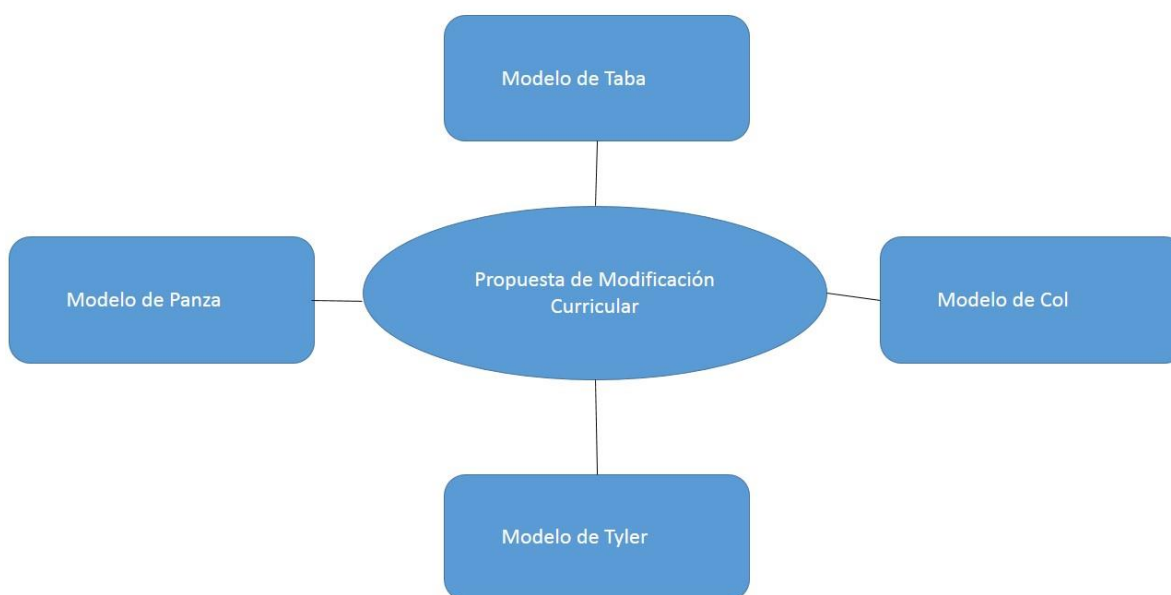 Modelo de Taba
Modelo de Panza
Propuesta de Modificación
Curricular
Modelo de Col
Modelo de Tyler